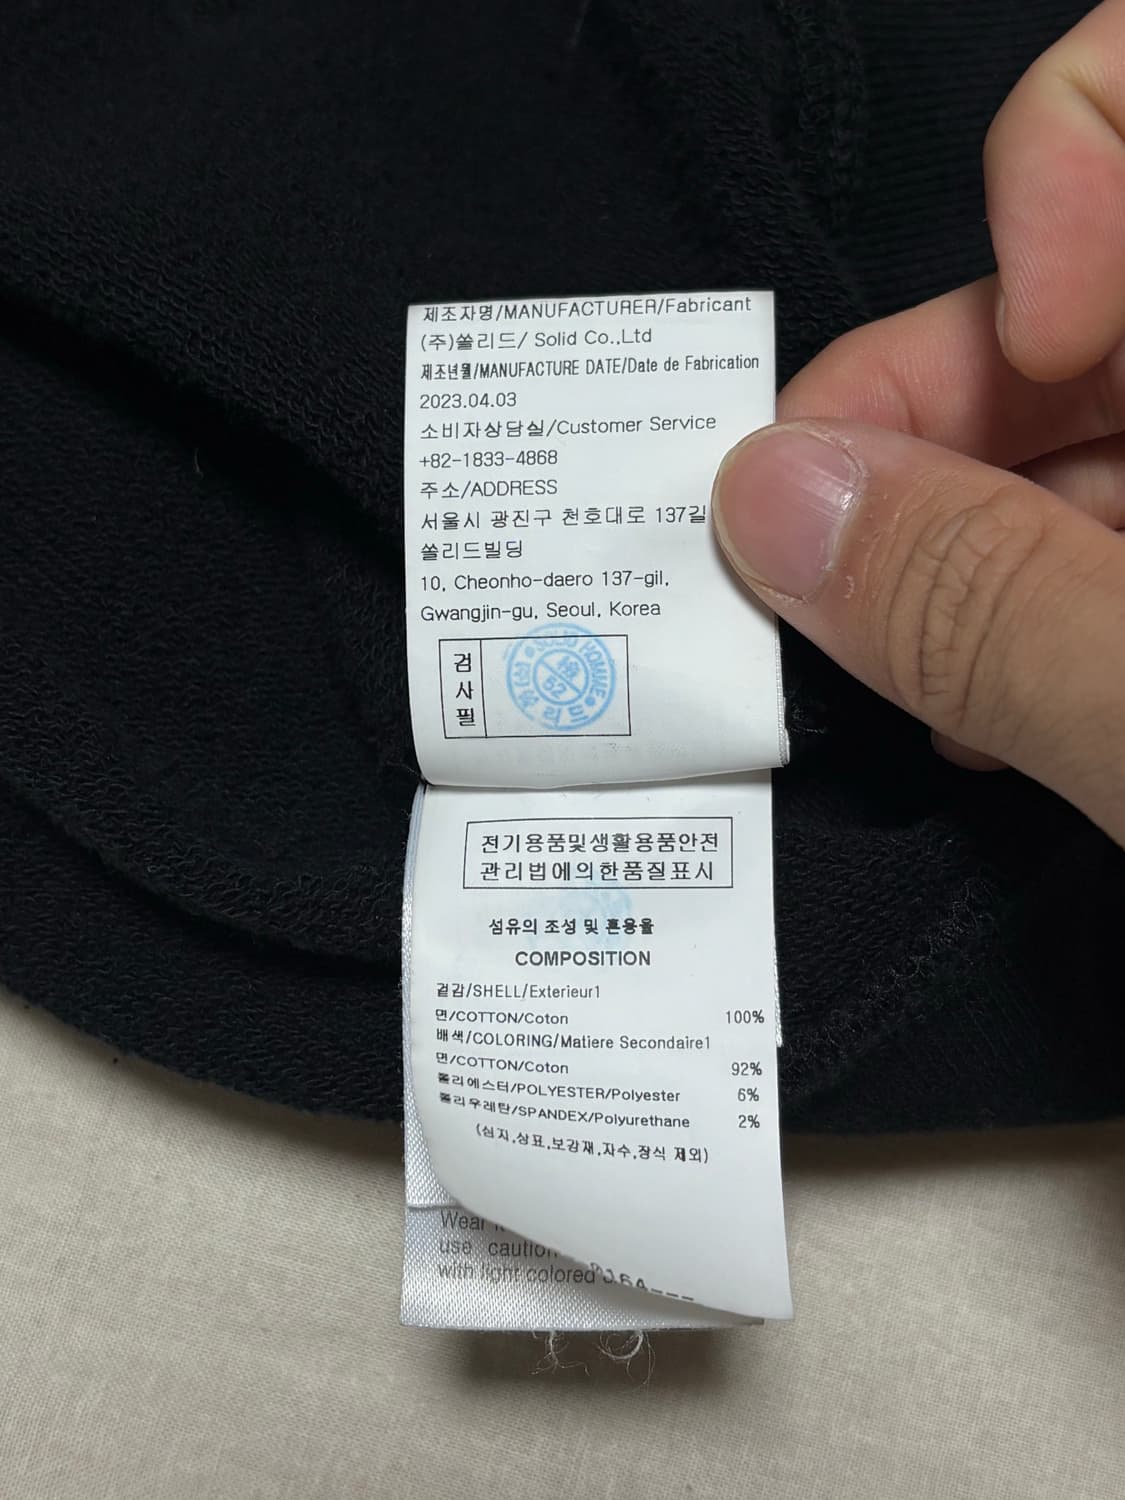 제조자명/MANUFACTURER/Fabricant
(주)쏠리드/ Solid Co.,Ltd
제조년월/MANUFACTURE DATE/Date de Fabrication
2023.04.03
소비자상담실/Customer Service
+82-1833-4868
주소/ADDRESS
서울시 광진구 천호대로 137길
쏠리드빌딩
10, Cheonho-daero 137-gil,
Gwangjin-gu, Seoul, Korea
검사필
SOLID HOMME
리드
전기용품및생활용품안전
관리법에의한품질표시
섬유의 조성 및 혼용율
COMPOSITION
겉감/SHELL/Exterieur1
면/COTTON/Coton 100%
배색/COLORING/Matiere Secondaire1
면/COTTON/Coton 92%
폴리에스터/POLYESTER/Polyester 6%
폴리우레탄/SPANDEX/Polyurethane 2%
(심지,상표,보강재,자수,장식 제외)
Wear
use caution
with light colored